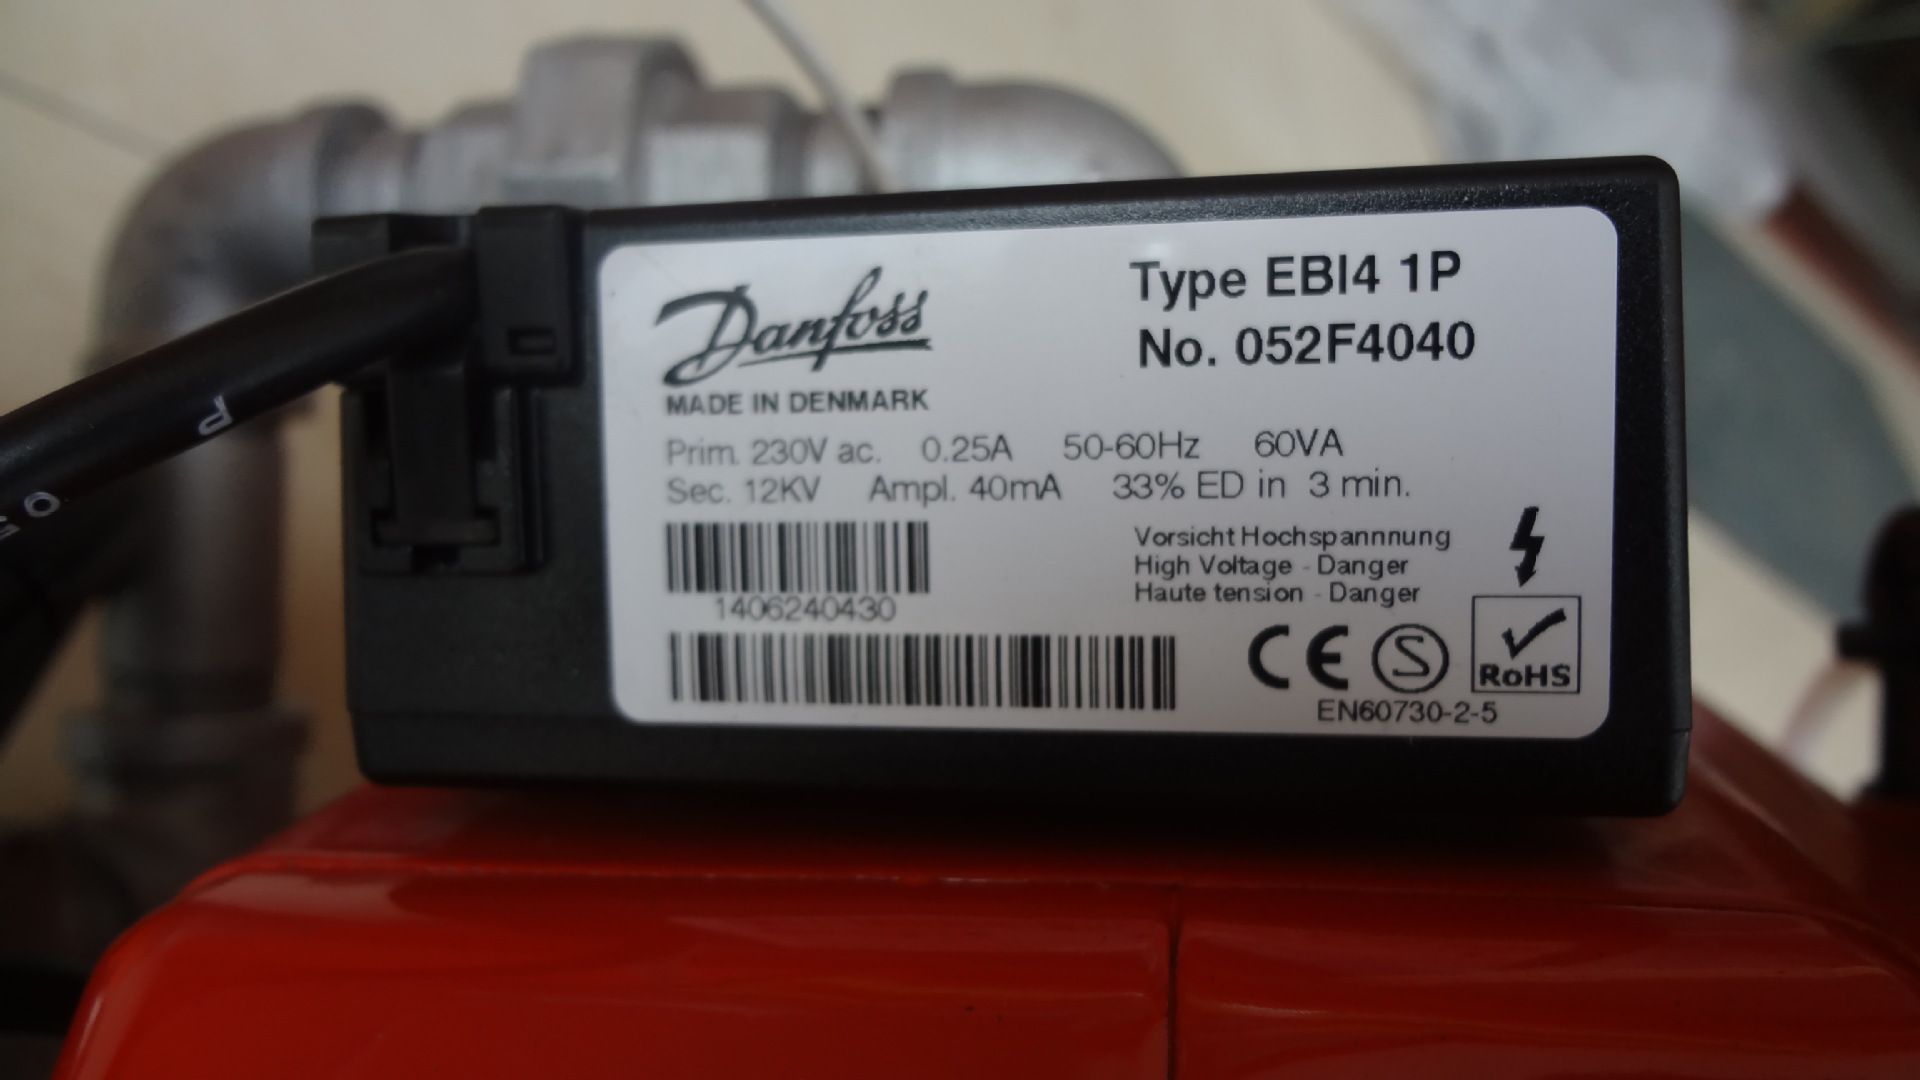 Danfoss
MADE IN DENMARK
Type EBI4 1P
No. 052F4040
Prim. 230V ac. 0.25A 50-60Hz 60VA
Sec. 12KV Ampl. 40mA 33% ED in 3 min.
1406240430
Vorsicht Hochspannnung
High Voltage - Danger
Haute tension - Danger
CE S RoHS
EN60730-2-5
P
05